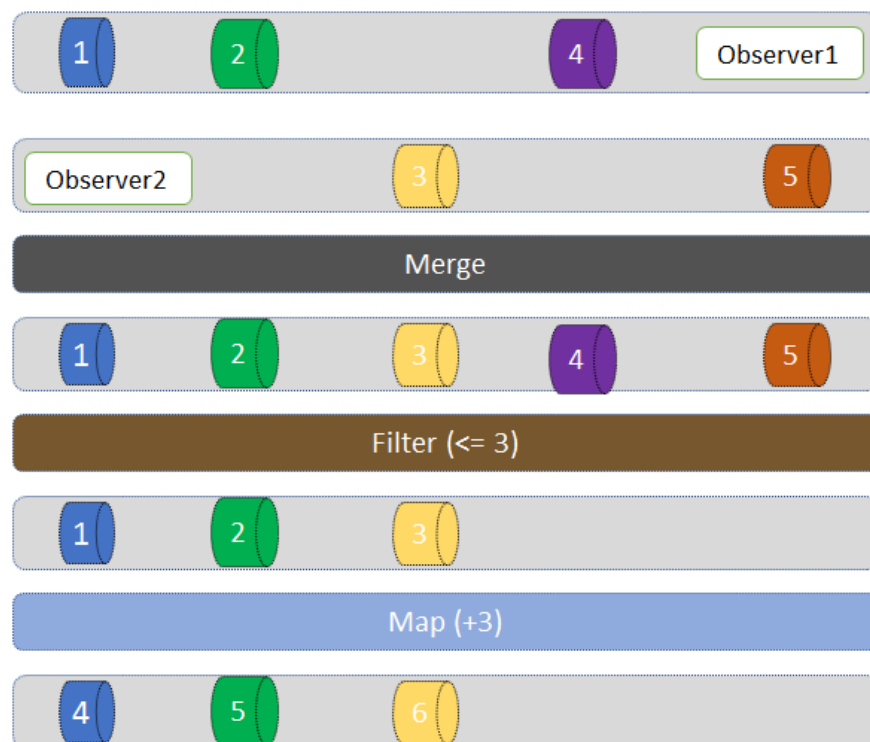 1 2 4 Observer1
Observer2 3 5
Merge
1 2 3 4 5
Filter (<= 3)
1 2 3
Map (+3)
4 5 6